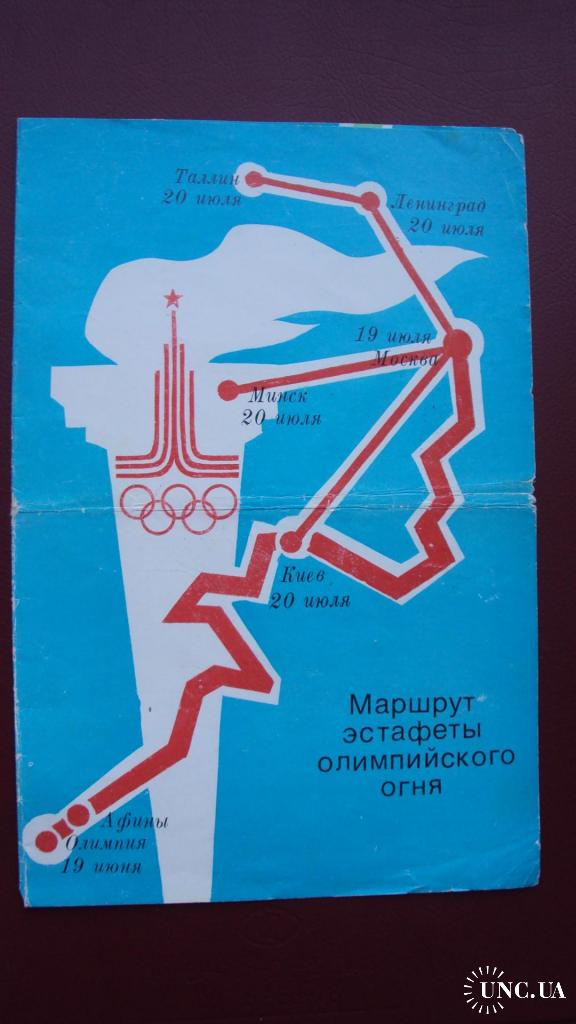 Таллин
20 июля
Ленинград
20 июля
19 июля
Москва
Минск
20 июля
Киев
20 июля
Маршрут
эстафеты
олимпийского
огня
Афины
Олимпия
19 июня
UNC.UA